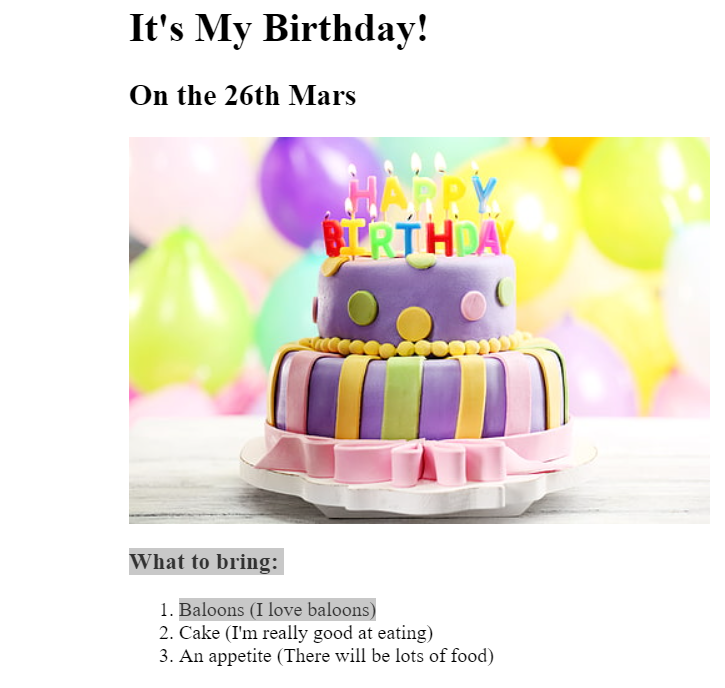 It's My Birthday!
On the 26th Mars
HAPPY
BIRTHDAY
What to bring:
1. Baloons (I love baloons)
2. Cake (I'm really good at eating)
3. An appetite (There will be lots of food)